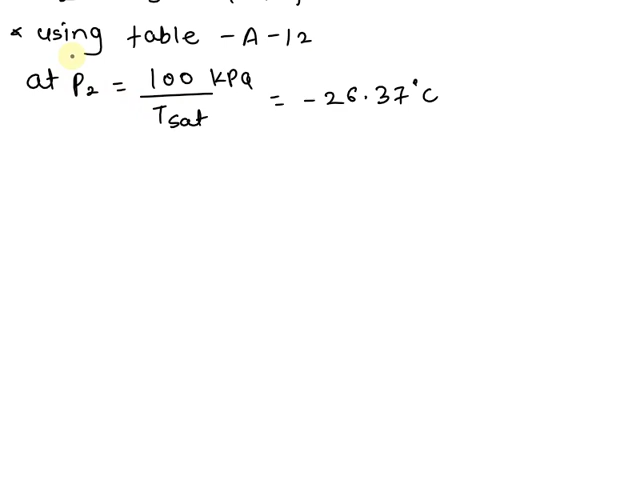 * using table - A - 12
at P₂ = 100 kPa / Tsat = - 26.37°C